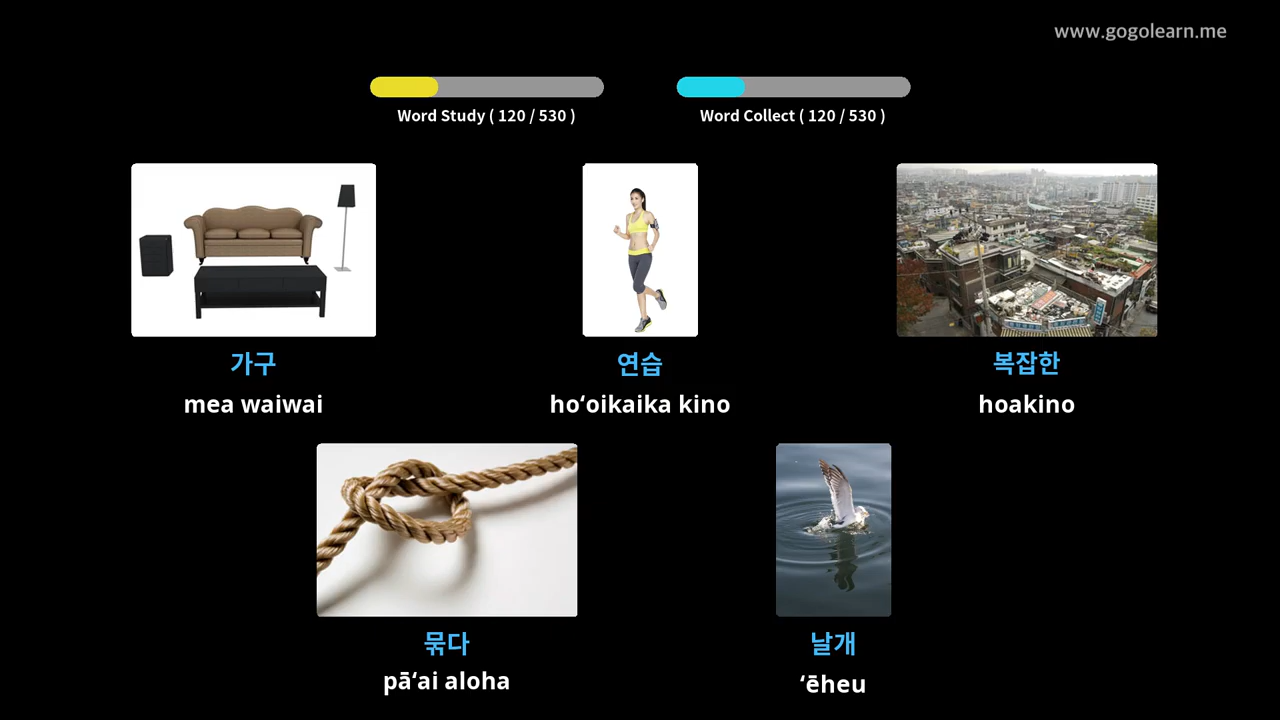 www.gogolearn.me
Word Study ( 120 / 530 )
Word Collect ( 120 / 530 )
가구
mea waiwai
연습
hoʻoikaika kino
복잡한
hoakino
묶다
pāʻai aloha
날개
ʻēheu